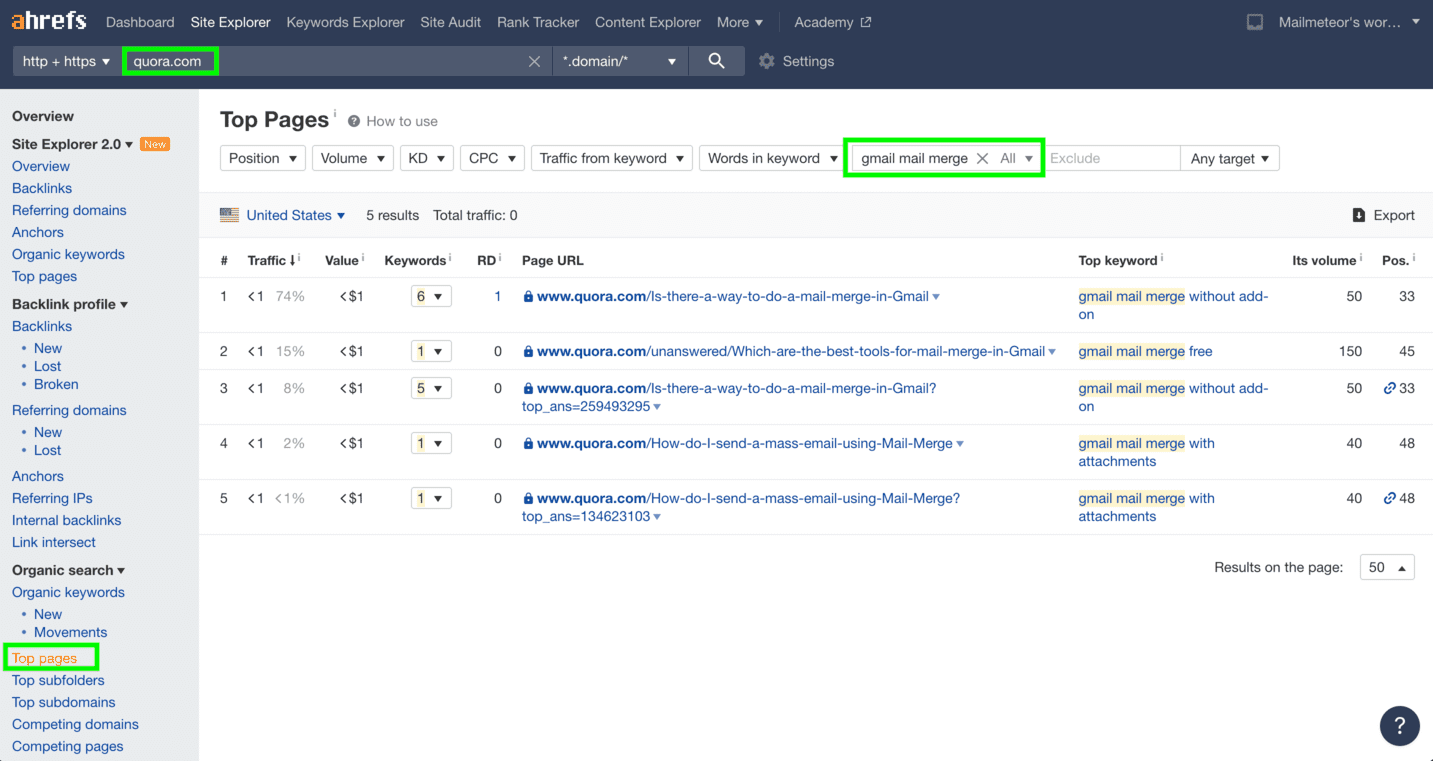 ahrefs Dashboard Site Explorer Keywords Explorer Site Audit Rank Tracker Content Explorer More Academy Mailmeteor's wor...
http + https quora.com *.domain/* Settings
Overview
Site Explorer 2.0 New
Overview
Backlinks
Referring domains
Anchors
Organic keywords
Top pages
Backlink profile
Backlinks
• New
• Lost
• Broken
Referring domains
• New
• Lost
Anchors
Referring IPs
Internal backlinks
Link intersect
Organic search
Organic keywords
• New
• Movements
Top pages
Top subfolders
Top subdomains
Competing domains
Competing pages
Top Pages i ? How to use
Position Volume KD CPC Traffic from keyword Words in keyword gmail mail merge All Exclude Any target
United States 5 results Total traffic: 0 Export
# Traffic i Value i Keywords i RD i Page URL Top keyword i Its volume i Pos. i
1 <1 74% <$1 6 1 www.quora.com/Is-there-a-way-to-do-a-mail-merge-in-Gmail gmail mail merge without add- 50 33
on
2 <1 15% <$1 1 0 www.quora.com/unanswered/Which-are-the-best-tools-for-mail-merge-in-Gmail gmail mail merge free 150 45
3 <1 8% <$1 5 0 www.quora.com/Is-there-a-way-to-do-a-mail-merge-in-Gmail? gmail mail merge without add- 50 33
top_ans=259493295 on
4 <1 2% <$1 1 0 www.quora.com/How-do-I-send-a-mass-email-using-Mail-Merge gmail mail merge with 40 48
attachments
5 <1 <1% <$1 1 0 www.quora.com/How-do-I-send-a-mass-email-using-Mail-Merge? gmail mail merge with 40 48
top_ans=134623103 attachments
Results on the page: 50
?